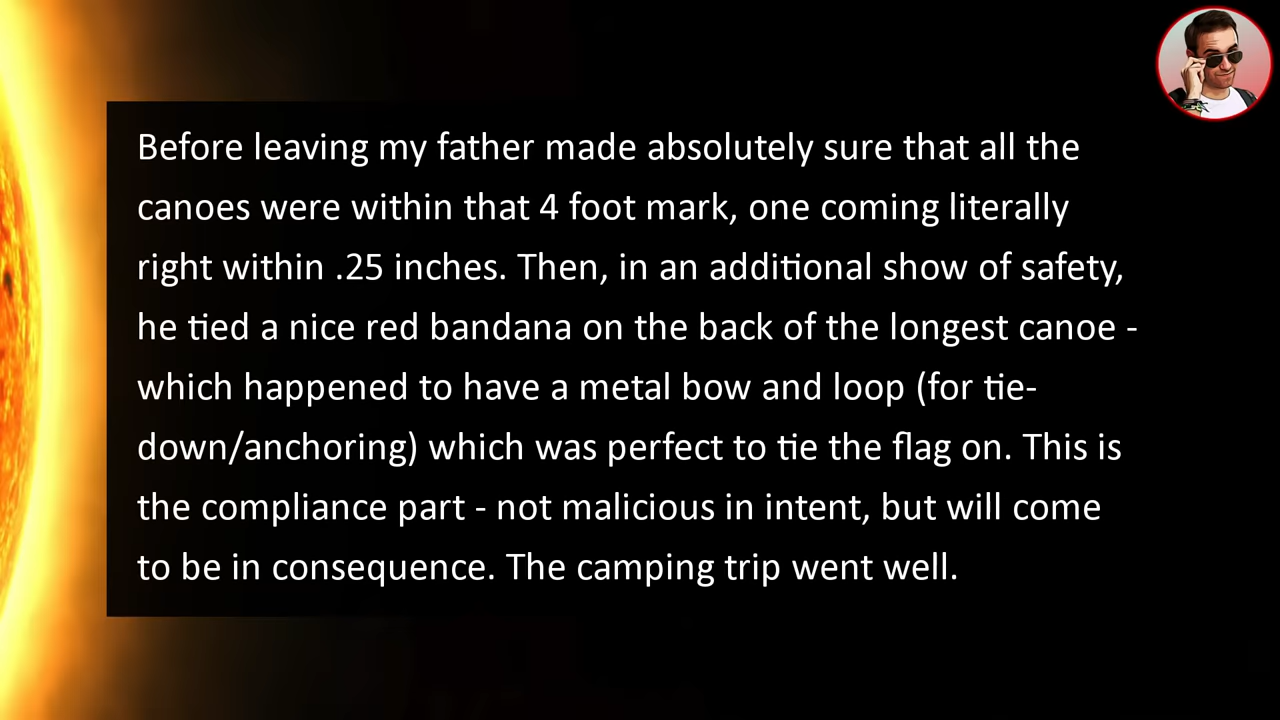 Before leaving my father made absolutely sure that all the
canoes were within that 4 foot mark, one coming literally
right within .25 inches. Then, in an additional show of safety,
he tied a nice red bandana on the back of the longest canoe -
which happened to have a metal bow and loop (for tie-
down/anchoring) which was perfect to tie the flag on. This is
the compliance part - not malicious in intent, but will come
to be in consequence. The camping trip went well.